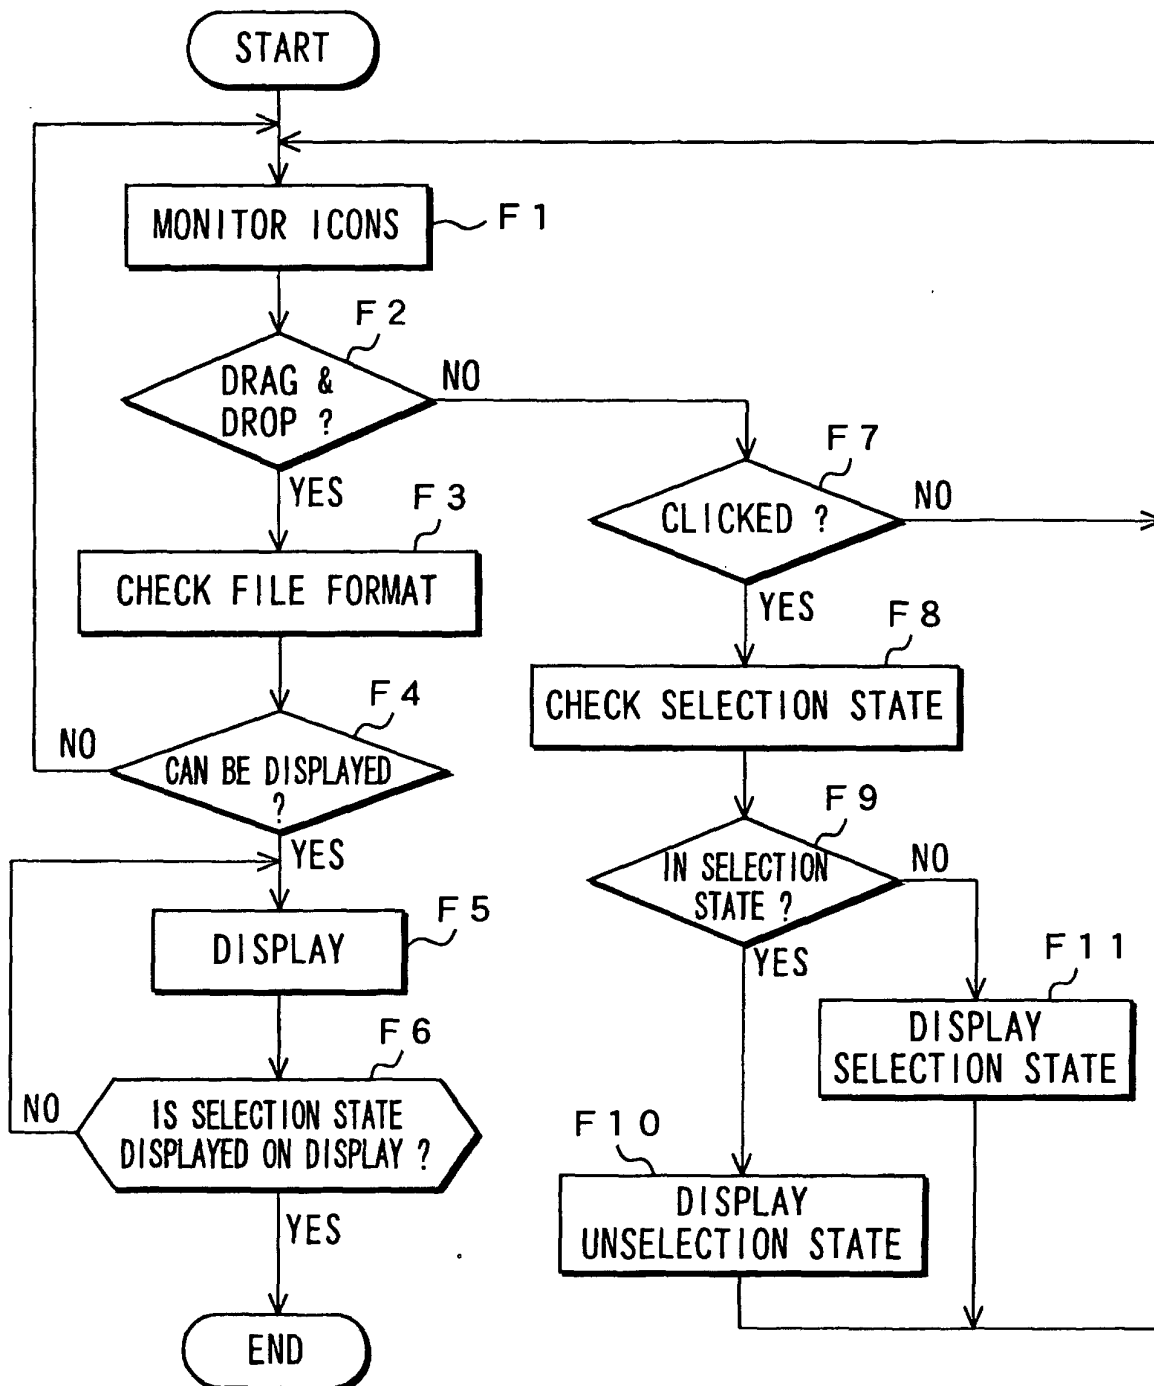 START
MONITOR ICONS
F1
F2
DRAG &
DROP ?
NO
YES
F3
CHECK FILE FORMAT
F4
NO
CAN BE DISPLAYED
?
YES
F5
DISPLAY
F6
NO
IS SELECTION STATE
DISPLAYED ON DISPLAY ?
YES
END
F7
CLICKED ?
NO
YES
F8
CHECK SELECTION STATE
F9
IN SELECTION
STATE ?
NO
YES
F11
DISPLAY
SELECTION STATE
F10
DISPLAY
UNSELECTION STATE